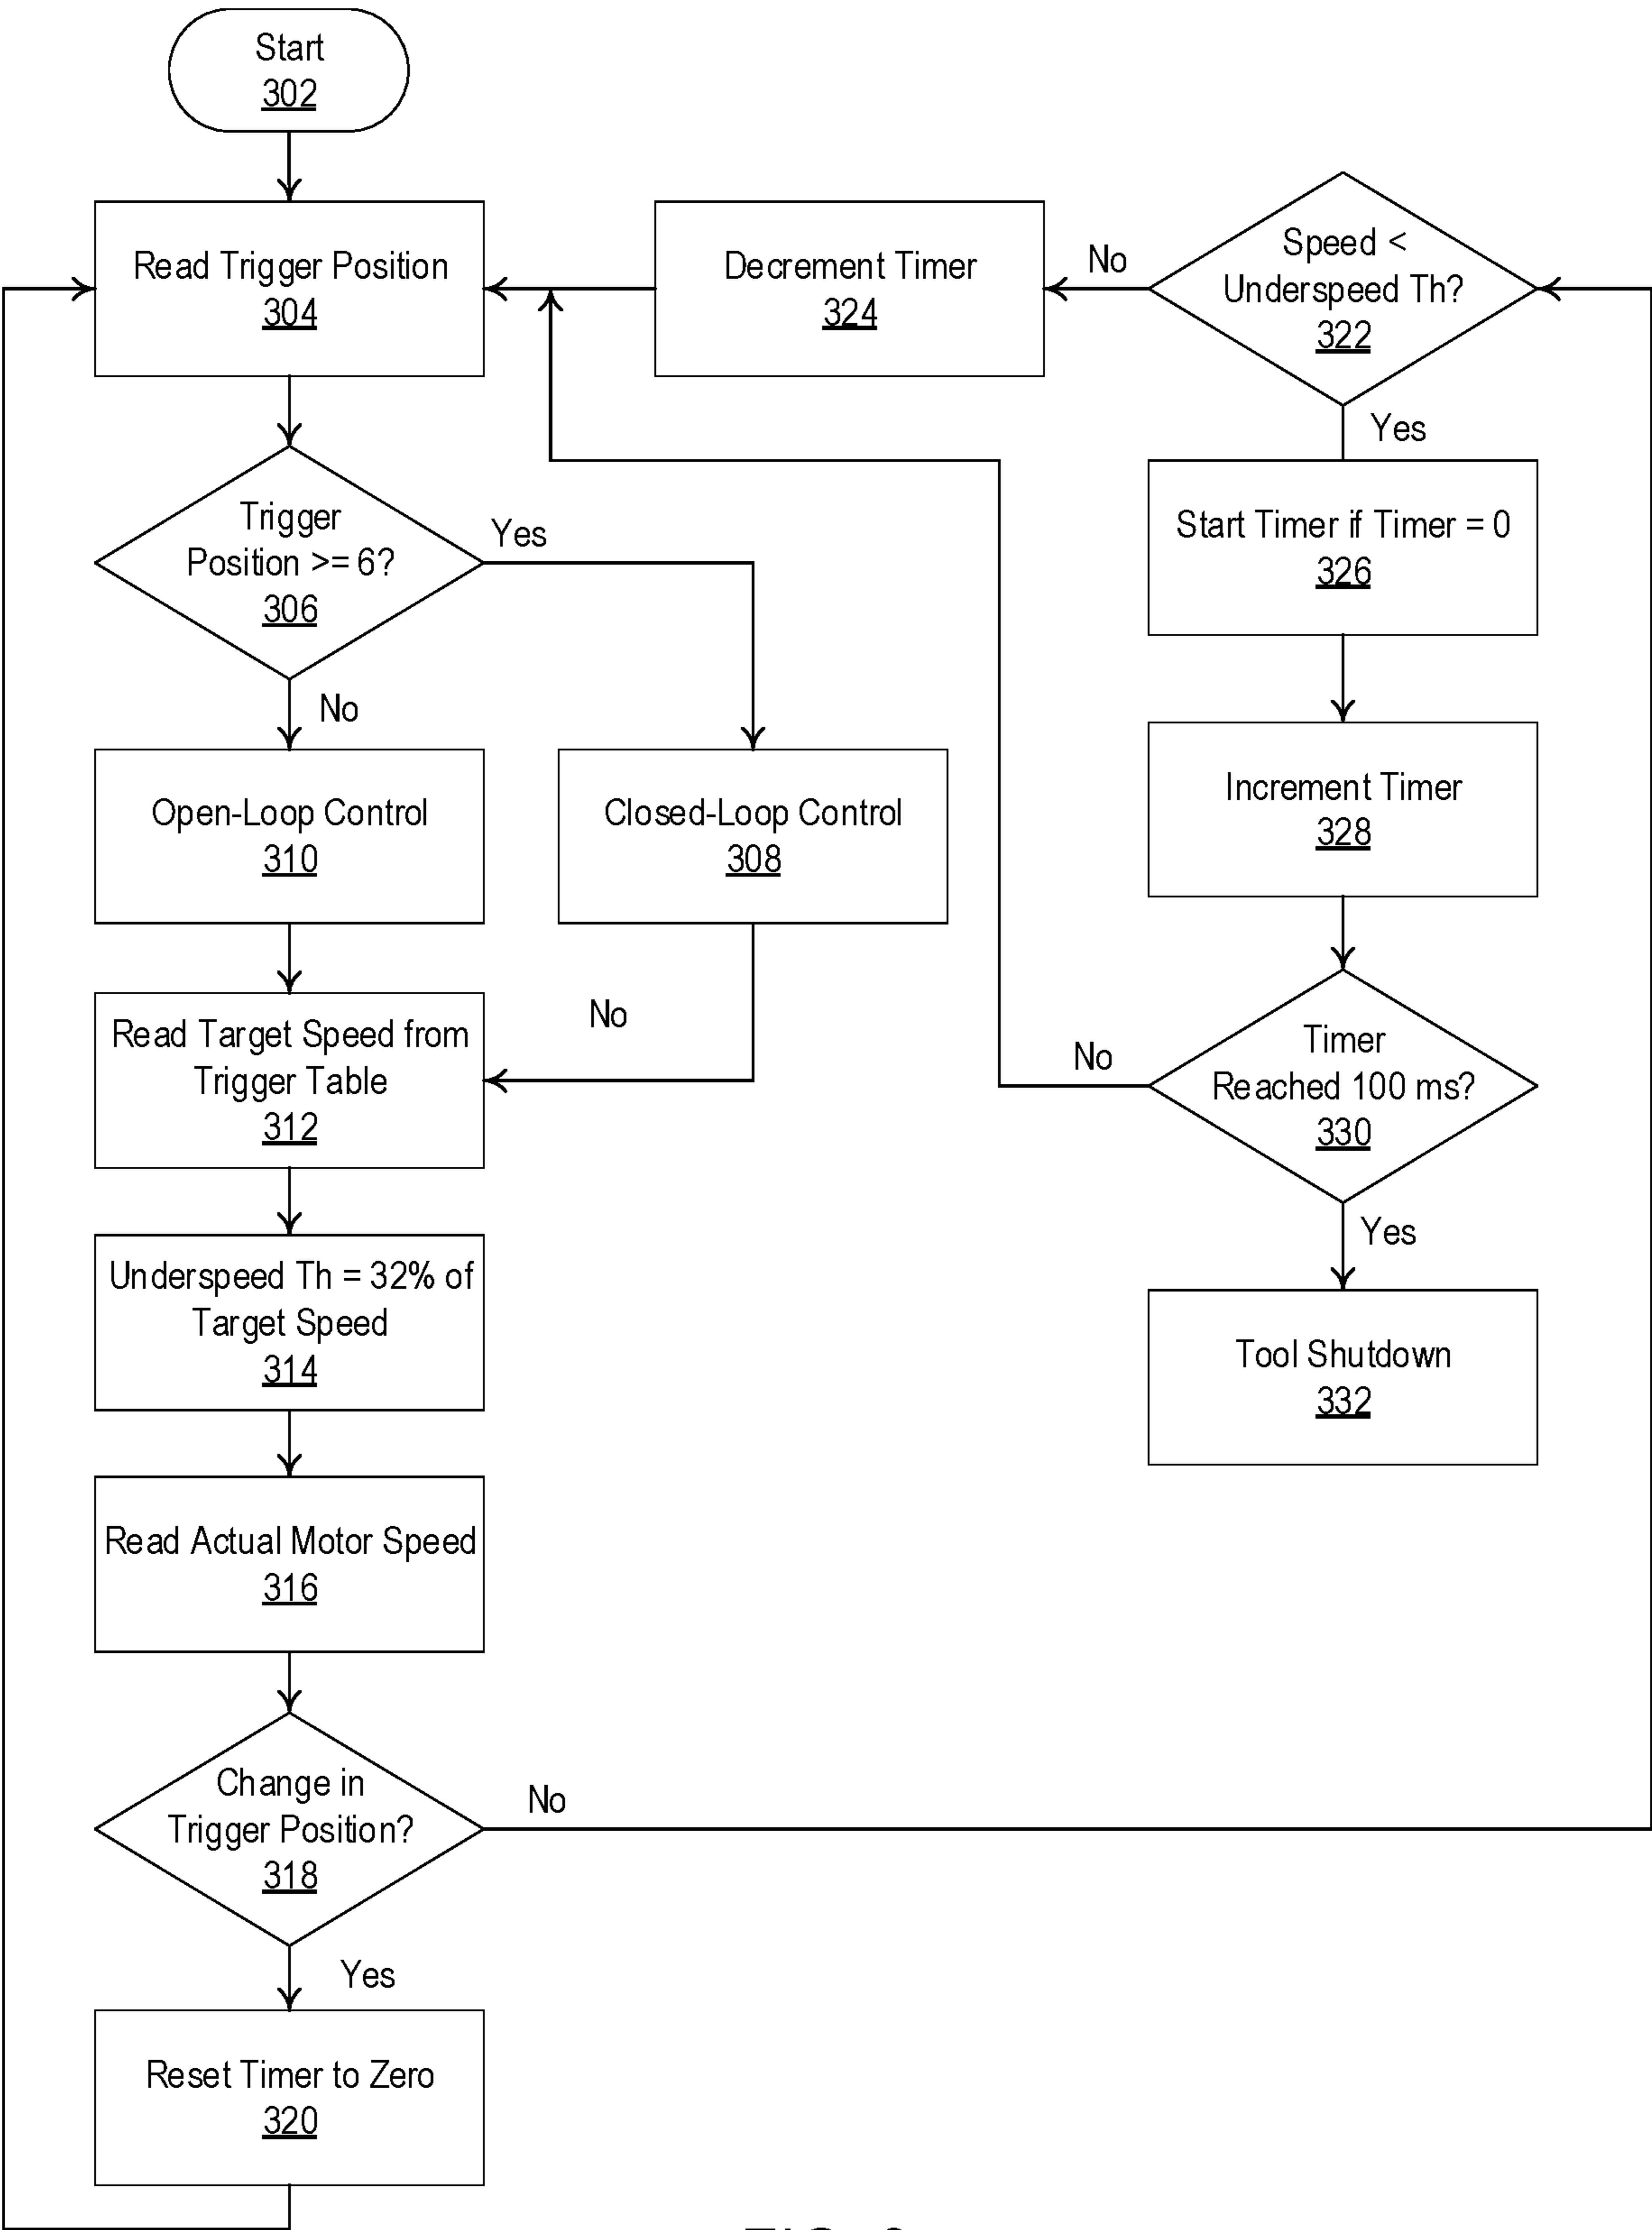 Start
302
Read Trigger Position
304
Decrement Timer
324
No
Speed <
Underspeed Th?
322
Yes
Trigger
Position >= 6?
306
Yes
No
Start Timer if Timer = 0
326
Open-Loop Control
310
Closed-Loop Control
308
Increment Timer
328
Read Target Speed from
Trigger Table
312
No
No
Timer
Reached 100 ms?
330
Yes
Underspeed Th = 32% of
Target Speed
314
Tool Shutdown
332
Read Actual Motor Speed
316
Change in
Trigger Position?
318
No
Yes
Reset Timer to Zero
320